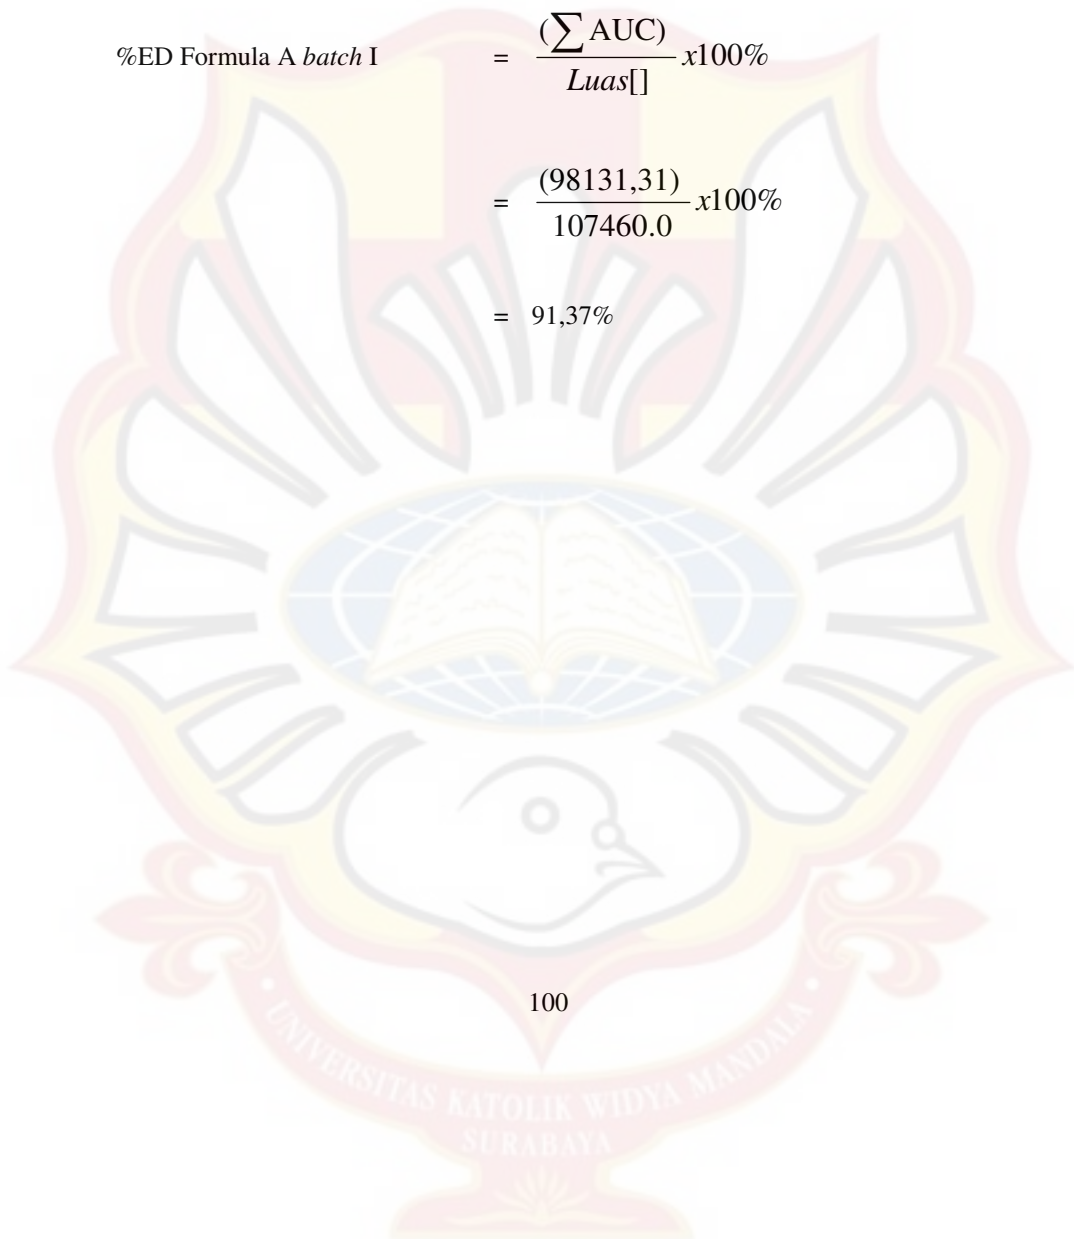 %ED Formula A batch I = (∑AUC) / Luas[] x100%
= (98131,31) / 107460.0 x100%
= 91,37%
100
UNIVERSITAS KATOLIK WIDYA MANDALA
SURABAYA